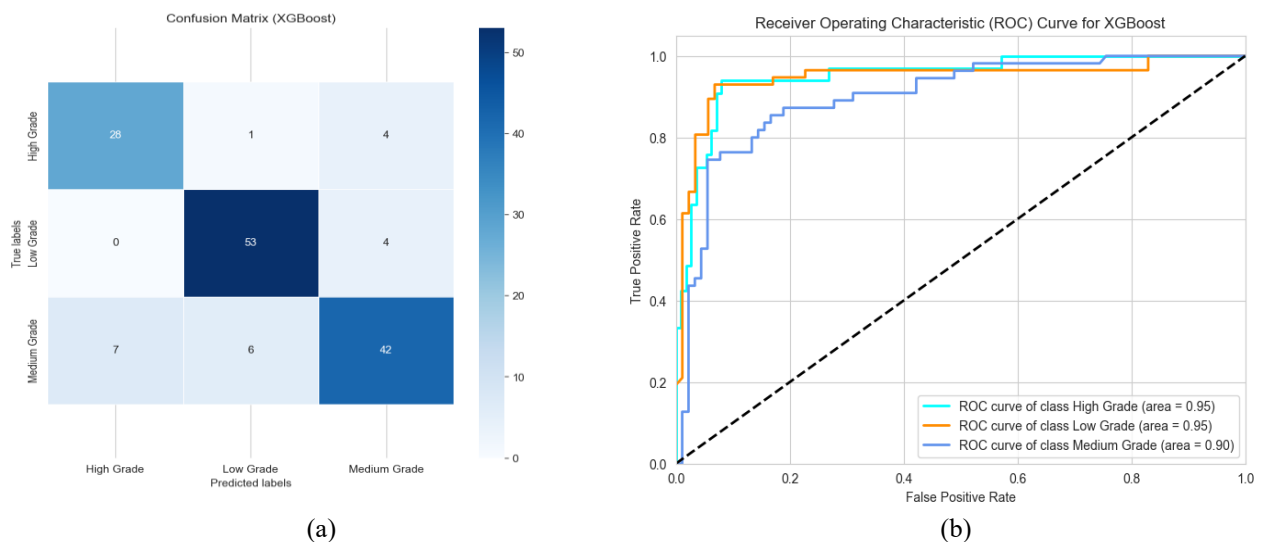 Confusion Matrix (XGBoost)
High Grade
28
1
4
True labels
Low Grade
0
53
4
Medium Grade
7
6
42
High Grade
Low Grade
Medium Grade
Predicted labels
50
40
30
20
10
0
(a)
Receiver Operating Characteristic (ROC) Curve for XGBoost
True Positive Rate
1.0
0.8
0.6
0.4
0.2
0.0
ROC curve of class High Grade (area = 0.95)
ROC curve of class Low Grade (area = 0.95)
ROC curve of class Medium Grade (area = 0.90)
0.0
0.2
0.4
0.6
0.8
1.0
False Positive Rate
(b)